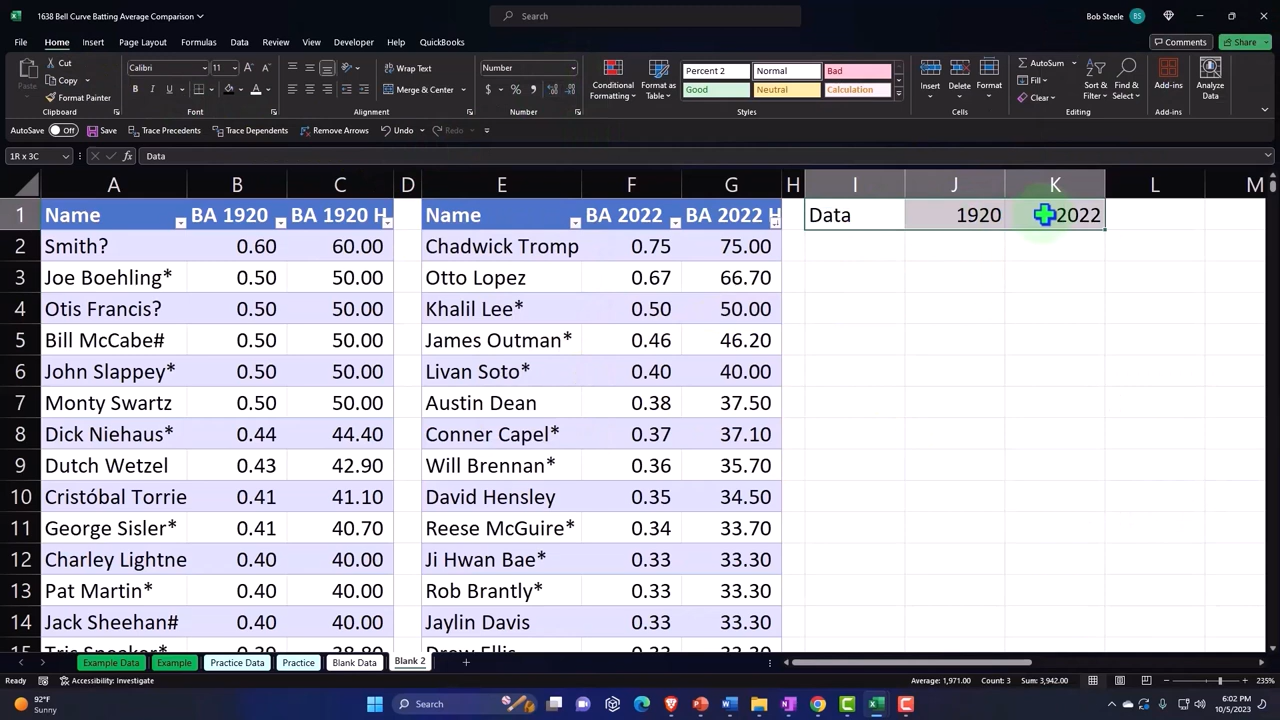 1638 Bell Curve Batting Average Comparison
Search
Bob Steele BS
File Home Insert Page Layout Formulas Data Review View Developer Help QuickBooks
Comments Share
Paste
Cut
Copy
Format Painter
Clipboard
Calibri 11
Font
Wrap Text
Merge & Center
Alignment
Number
Number
Conditional Formatting
Format as Table
Percent 2 Normal Bad
Good Neutral Calculation
Styles
Insert Delete Format
Cells
AutoSum
Fill
Clear
Sort & Filter
Find & Select
Editing
Add-ins
Add-ins
Analyze Data
AutoSave Off Save Trace Precedents Trace Dependents Remove Arrows Undo
1R x 3C fx Data
A B C D E F G H I J K L M
1 Name BA 1920 BA 1920 H Name BA 2022 BA 2022 H Data 1920 2022
2 Smith? 0.60 60.00 Chadwick Tromp 0.75 75.00
3 Joe Boehling* 0.50 50.00 Otto Lopez 0.67 66.70
4 Otis Francis? 0.50 50.00 Khalil Lee* 0.50 50.00
5 Bill McCabe# 0.50 50.00 James Outman* 0.46 46.20
6 John Slappey* 0.50 50.00 Livan Soto* 0.40 40.00
7 Monty Swartz 0.50 50.00 Austin Dean 0.38 37.50
8 Dick Niehaus* 0.44 44.40 Conner Capel* 0.37 37.10
9 Dutch Wetzel 0.43 42.90 Will Brennan* 0.36 35.70
10 Cristóbal Torrie 0.41 41.10 David Hensley 0.35 34.50
11 George Sisler* 0.41 40.70 Reese McGuire* 0.34 33.70
12 Charley Lightne 0.40 40.00 Ji Hwan Bae* 0.33 33.30
13 Pat Martin* 0.40 40.00 Rob Brantly* 0.33 33.30
14 Jack Sheehan# 0.40 40.00 Jaylin Davis 0.33 33.30
15 Tris Speaker* 0.39 38.80 Drew Ellis 0.33 33.30
Example Data Example Practice Data Practice Blank Data Blank 2
Ready Accessibility: Investigate Average: 1,971.00 Count: 3 Sum: 3,942.00 235%
92°F
Sunny
Search
6:02 PM
10/5/2023